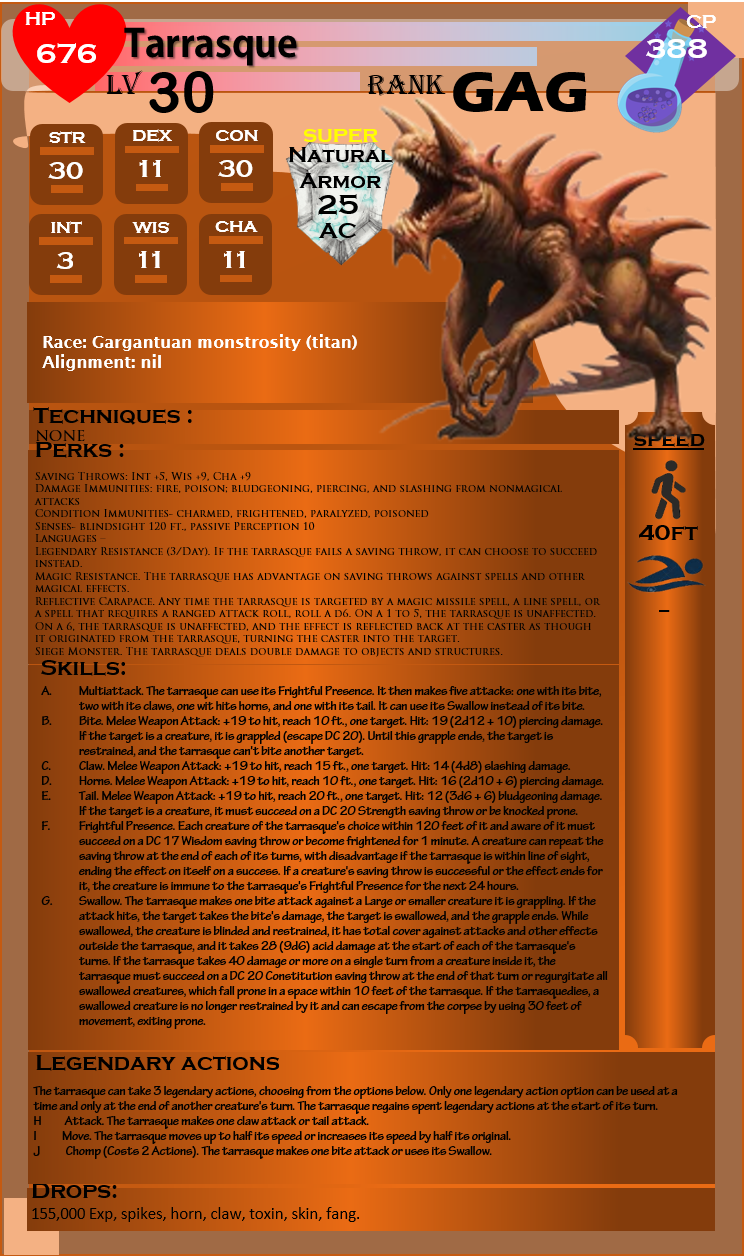 HP
676
Tarrasque
CP
388
LV 30
RANK GAG
STR
30
DEX
11
CON
30
INT
3
WIS
11
CHA
11
SUPER
NATURAL
ARMOR
25
AC
Race: Gargantuan monstrosity (titan)
Alignment: nil
TECHNIQUES :
NONE
PERKS :
SAVING THROWS: INT +5, WIS +9, CHA +9
DAMAGE IMMUNITIES: FIRE, POISON; BLUDGEONING, PIERCING, AND SLASHING FROM NONMAGICAL
ATTACKS
CONDITION IMMUNITIES- CHARMED, FRIGHTENED, PARALYZED, POISONED
SENSES- BLINDSIGHT 120 FT., PASSIVE PERCEPTION 10
LANGUAGES –
LEGENDARY RESISTANCE (3/DAY). IF THE TARRASQUE FAILS A SAVING THROW, IT CAN CHOOSE TO SUCCEED
INSTEAD.
MAGIC RESISTANCE. THE TARRASQUE HAS ADVANTAGE ON SAVING THROWS AGAINST SPELLS AND OTHER
MAGICAL EFFECTS.
REFLECTIVE CARAPACE. ANY TIME THE TARRASQUE IS TARGETED BY A MAGIC MISSILE SPELL, A LINE SPELL, OR
A SPELL THAT REQUIRES A RANGED ATTACK ROLL, ROLL A D6. ON A 1 TO 5, THE TARRASQUE IS UNAFFECTED.
ON A 6, THE TARRASQUE IS UNAFFECTED, AND THE EFFECT IS REFLECTED BACK AT THE CASTER AS THOUGH
IT ORIGINATED FROM THE TARRASQUE, TURNING THE CASTER INTO THE TARGET.
SIEGE MONSTER. THE TARRASQUE DEALS DOUBLE DAMAGE TO OBJECTS AND STRUCTURES.
SPEED
40FT
–
SKILLS:
A. Multiattack. The tarrasque can use its Frightful Presence. It then makes five attacks: one with its bite,
two with its claws, one wit hits horns, and one with its tail. It can use its Swallow instead of its bite.
B. Bite. Melee Weapon Attack: +19 to hit, reach 10 ft., one target. Hit: 19 (2d12 + 10) piercing damage.
If the target is a creature, it is grappled (escape DC 20). Until this grapple ends, the target is
restrained, and the tarrasque can't bite another target.
C. Claw. Melee Weapon Attack: +19 to hit, reach 15 ft., one target. Hit: 14 (4d8) slashing damage.
D. Horns. Melee Weapon Attack: +19 to hit, reach 10 ft., one target. Hit: 16 (2d10 + 6) piercing damage.
E. Tail. Melee Weapon Attack: +19 to hit, reach 20 ft., one target. Hit: 12 (3d6 + 6) bludgeoning damage.
If the target is a creature, it must succeed on a DC 20 Strength saving throw or be knocked prone.
F. Frightful Presence. Each creature of the tarrasque's choice within 120 feet of it and aware of it must
succeed on a DC 17 Wisdom saving throw or become frightened for 1 minute. A creature can repeat the
saving throw at the end of each of its turns, with disadvantage if the tarrasque is within line of sight,
ending the effect on itself on a success. If a creature's saving throw is successful or the effect ends for
it, the creature is immune to the tarrasque's Frightful Presence for the next 24 hours.
G. Swallow. The tarrasque makes one bite attack against a Large or smaller creature it is grappling. If the
attack hits, the target takes the bite's damage, the target is swallowed, and the grapple ends. While
swallowed, the creature is blinded and restrained, it has total cover against attacks and other effects
outside the tarrasque, and it takes 28 (9d6) acid damage at the start of each of the tarrasque's
turns. If the tarrasque takes 40 damage or more on a single turn from a creature inside it, the
tarrasque must succeed on a DC 20 Constitution saving throw at the end of that turn or regurgitate all
swallowed creatures, which fall prone in a space within 10 feet of the tarrasque. If the tarrasquedies, a
swallowed creature is no longer restrained by it and can escape from the corpse by using 30 feet of
movement, exiting prone.
LEGENDARY ACTIONS
The tarrasque can take 3 legendary actions, choosing from the options below. Only one legendary action option can be used at a
time and only at the end of another creature's turn. The tarrasque regains spent legendary actions at the start of its turn.
H Attack. The tarrasque makes one claw attack or tail attack.
I Move. The tarrasque moves up to half its speed or increases its speed by half its original.
J Chomp (Costs 2 Actions). The tarrasque makes one bite attack or uses its Swallow.
DROPS:
155,000 Exp, spikes, horn, claw, toxin, skin, fang.